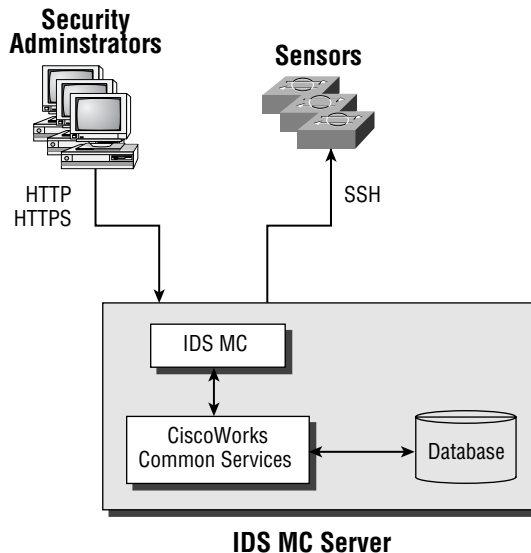 Security
Adminstrators
Sensors
HTTP
HTTPS
SSH
IDS MC
CiscoWorks
Common Services
Database
IDS MC Server